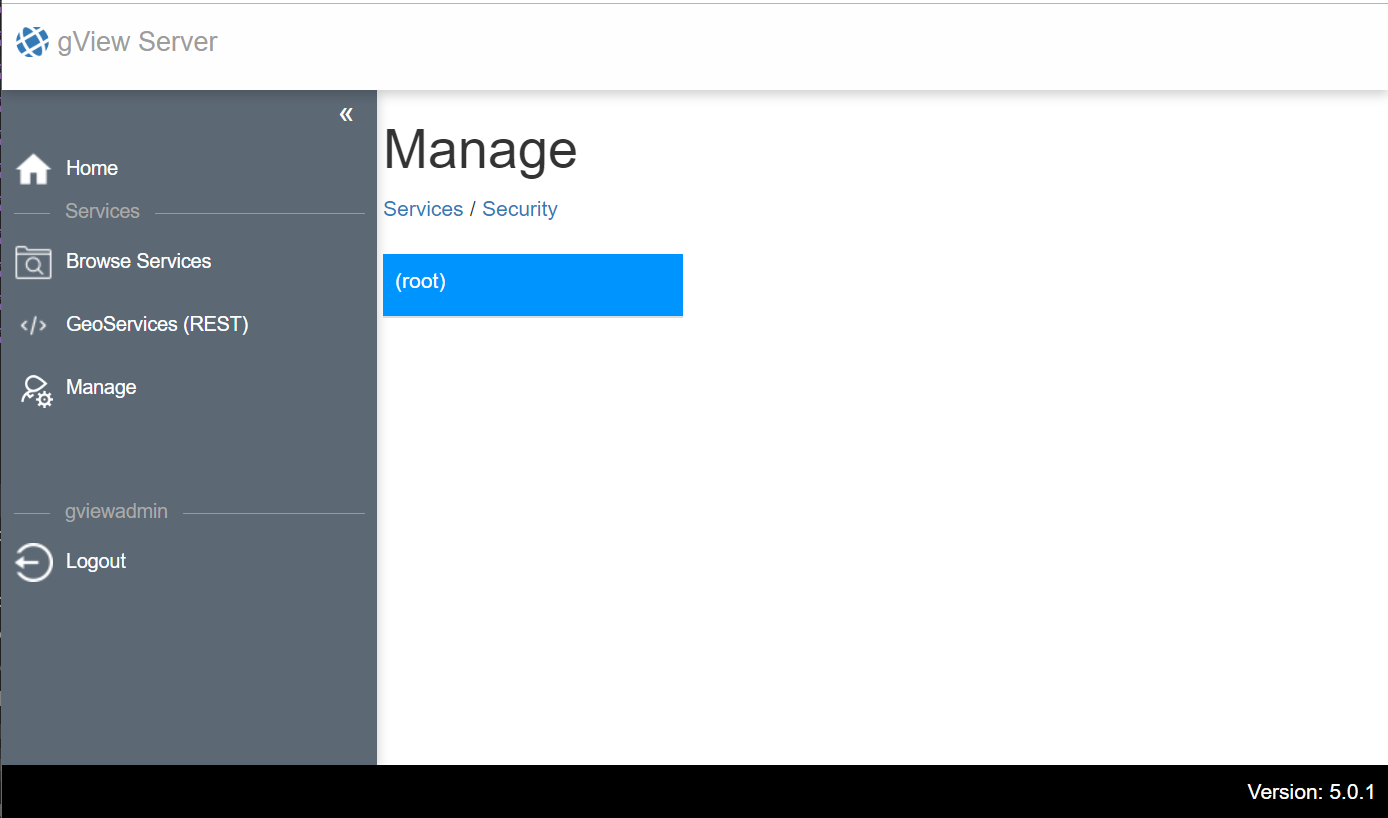 gView Server
«
Home
Services
Browse Services
</> GeoServices (REST)
Manage
gviewadmin
Logout
Manage
Services / Security
(root)
Version: 5.0.1